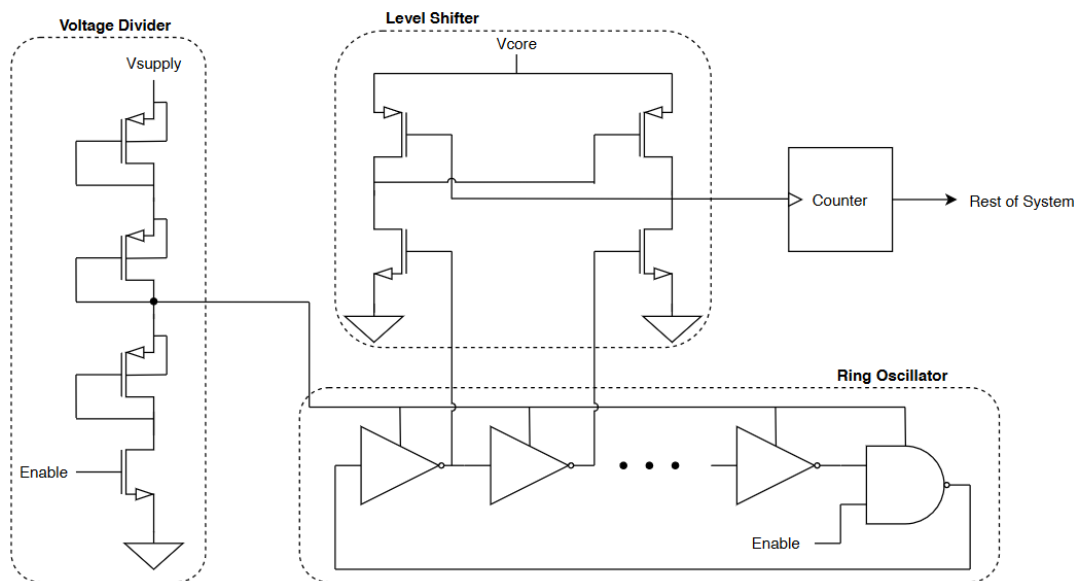 Voltage Divider
Vsupply
Enable
Level Shifter
Vcore
Counter
Rest of System
Ring Oscillator
Enable